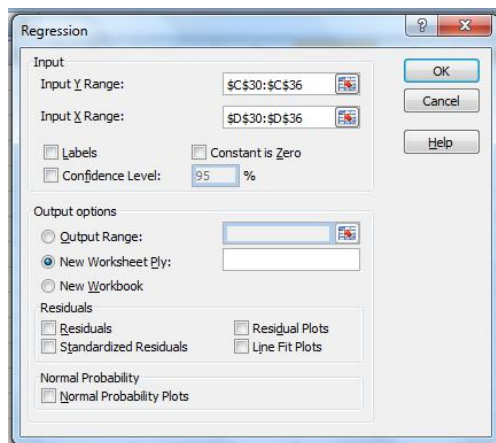 Regression
Input
Input Y Range: $C$30:$C$36
Input X Range: $D$30:$D$36
Labels Constant is Zero
Confidence Level: 95 %
OK
Cancel
Help
Output options
Output Range:
New Worksheet Ply:
New Workbook
Residuals
Residuals Residual Plots
Standardized Residuals Line Fit Plots
Normal Probability
Normal Probability Plots